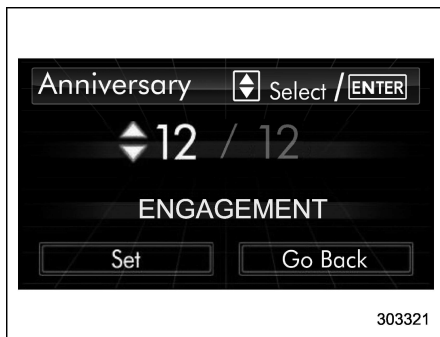 Anniversary Select / ENTER
12 / 12
ENGAGEMENT
Set Go Back
303321